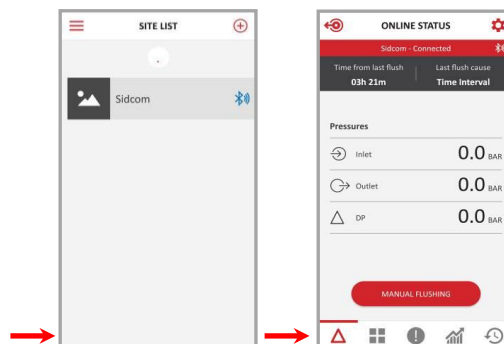 SITE LIST
Sidcom
ONLINE STATUS
Sidcom - Connected
Time from last flush
Last flush cause
03h 21m
Time Interval
Pressures
Inlet
0.0 BAR
Outlet
0.0 BAR
DP
0.0 BAR
MANUAL FLUSHING